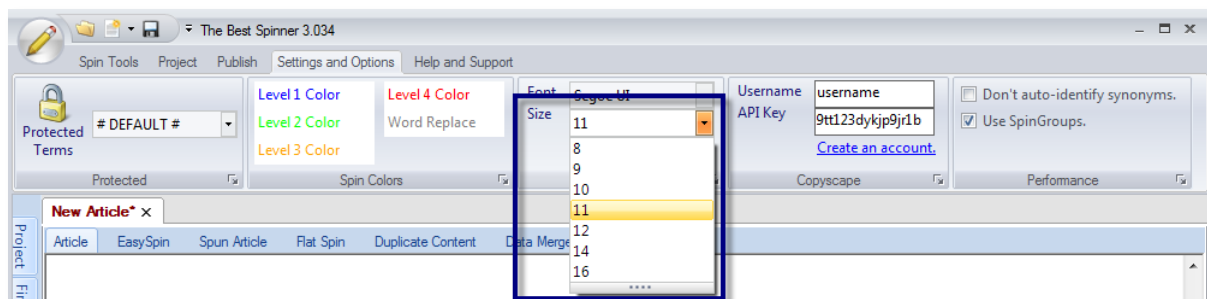 The Best Spinner 3.034
Spin Tools Project Publish Settings and Options Help and Support
Protected Terms
# DEFAULT #
Protected
Level 1 Color Level 4 Color
Level 2 Color Word Replace
Level 3 Color
Spin Colors
Font Segoe UI
Size 11
8
9
10
11
12
14
16
Username username
API Key 9tt123dykjp9jr1b
Create an account.
Copyscape
Don't auto-identify synonyms.
Use SpinGroups.
Performance
New Article* x
Article EasySpin Spun Article Flat Spin Duplicate Content Data Merge
Project